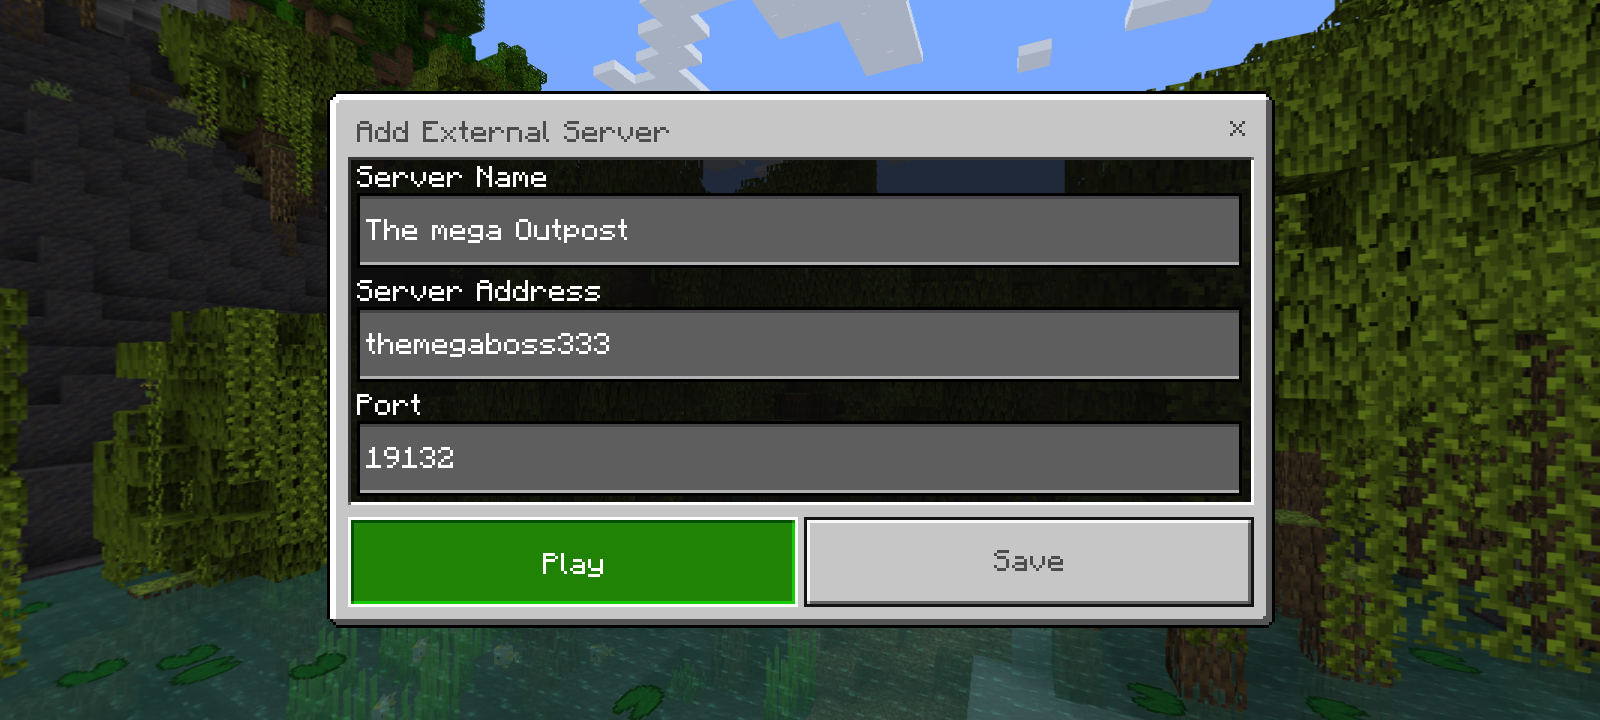 Add External Server
Server Name
The mega Outpost
Server Address
themegaboss333
Port
19132
Play
Save